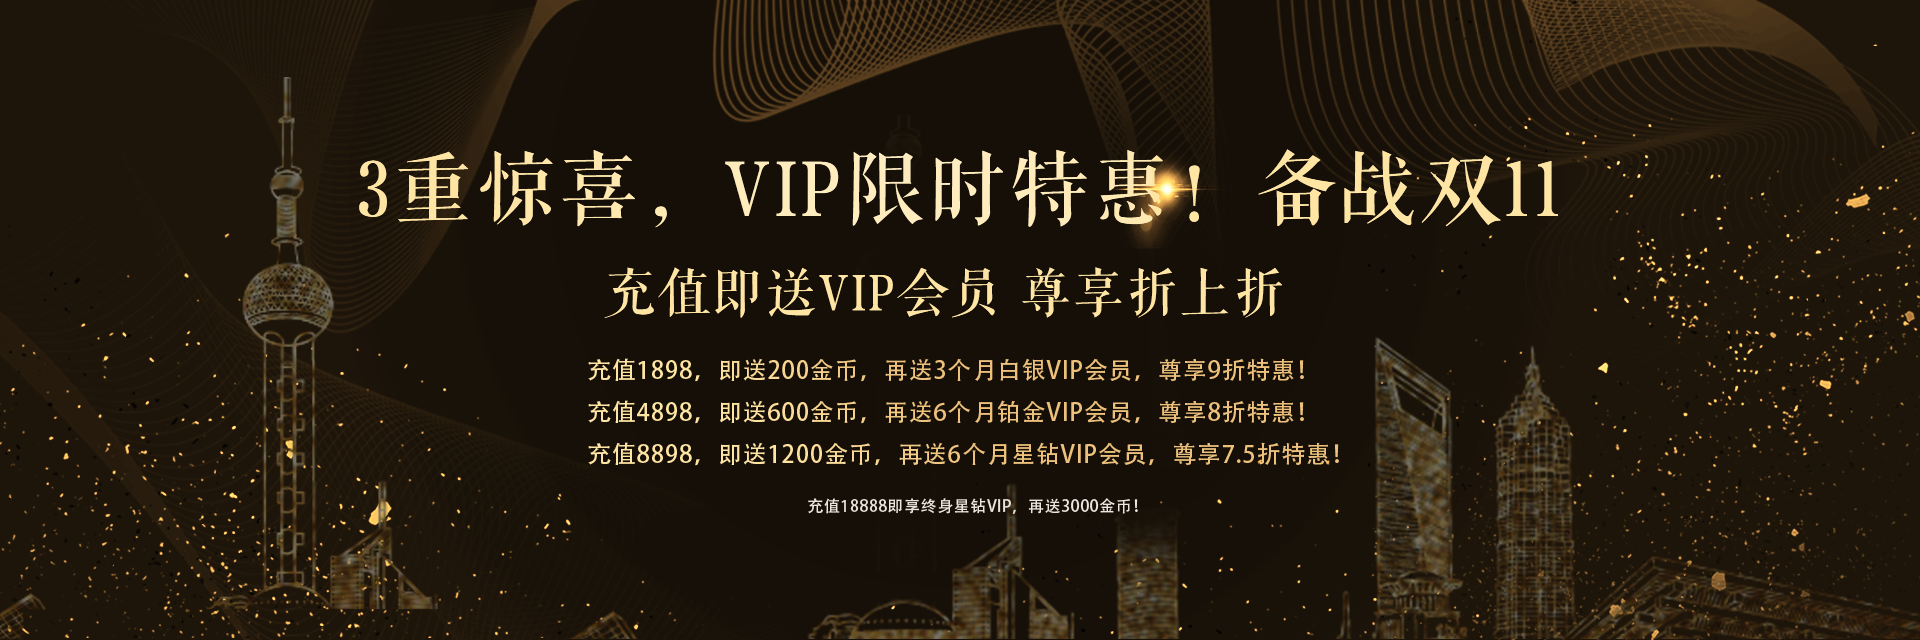 3重惊喜，VIP限时特惠！备战双11
充值即送VIP会员 尊享折上折
充值1898，即送200金币，再送3个月白银VIP会员，尊享9折特惠！
充值4898，即送600金币，再送6个月铂金VIP会员，尊享8折特惠！
充值8898，即送1200金币，再送6个月星钻VIP会员，尊享7.5折特惠！
充值18888即享终身星钻VIP，再送3000金币！